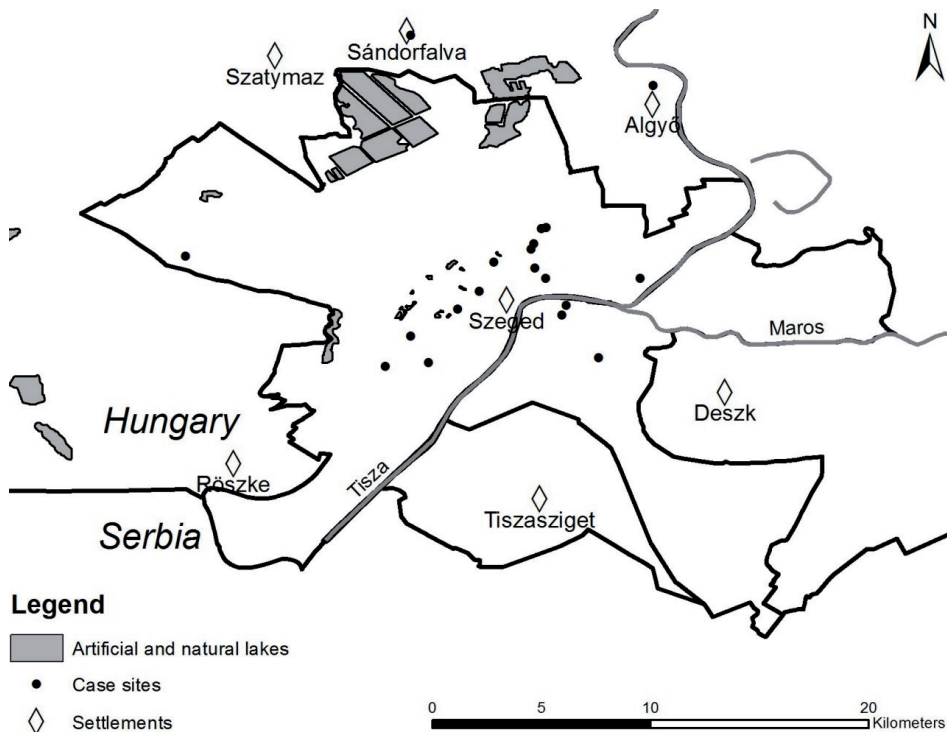 N
Sándorfalva
Szatymaz
Algyő
Szeged
Maros
Deszk
Hungary
Röszke
Tisza
Tiszasziget
Serbia
Legend
Artificial and natural lakes
Case sites
Settlements
0 5 10 20
Kilometers